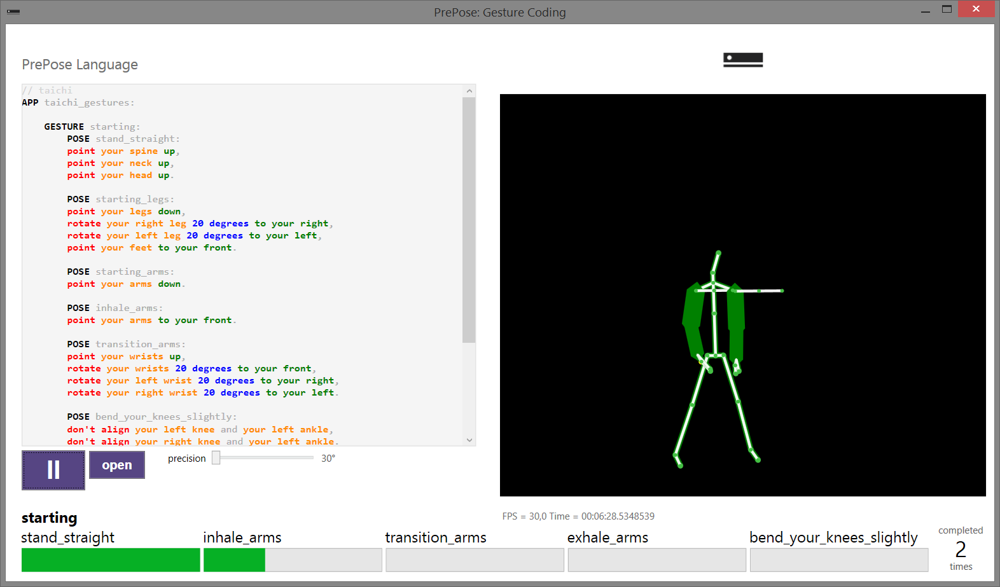 PrePose: Gesture Coding
PrePose Language
// taichi
APP taichi_gestures:
GESTURE starting:
POSE stand_straight:
point your spine up,
point your neck up,
point your head up.
POSE starting_legs:
point your legs down,
rotate your right leg 20 degrees to your right,
rotate your left leg 20 degrees to your left,
point your feet to your front.
POSE starting_arms:
point your arms down.
POSE inhale_arms:
point your arms to your front.
POSE transition_arms:
point your wrists up,
rotate your wrists 20 degrees to your front,
rotate your left wrist 20 degrees to your right,
rotate your right wrist 20 degrees to your left.
POSE bend_your_knees_slightly:
don't align your left knee and your left ankle,
don't align your right knee and your left ankle.
open
precision 30°
starting
FPS = 30,0 Time = 00:06:28.5348539
stand_straight inhale_arms transition_arms exhale_arms bend_your_knees_slightly
completed
2
times